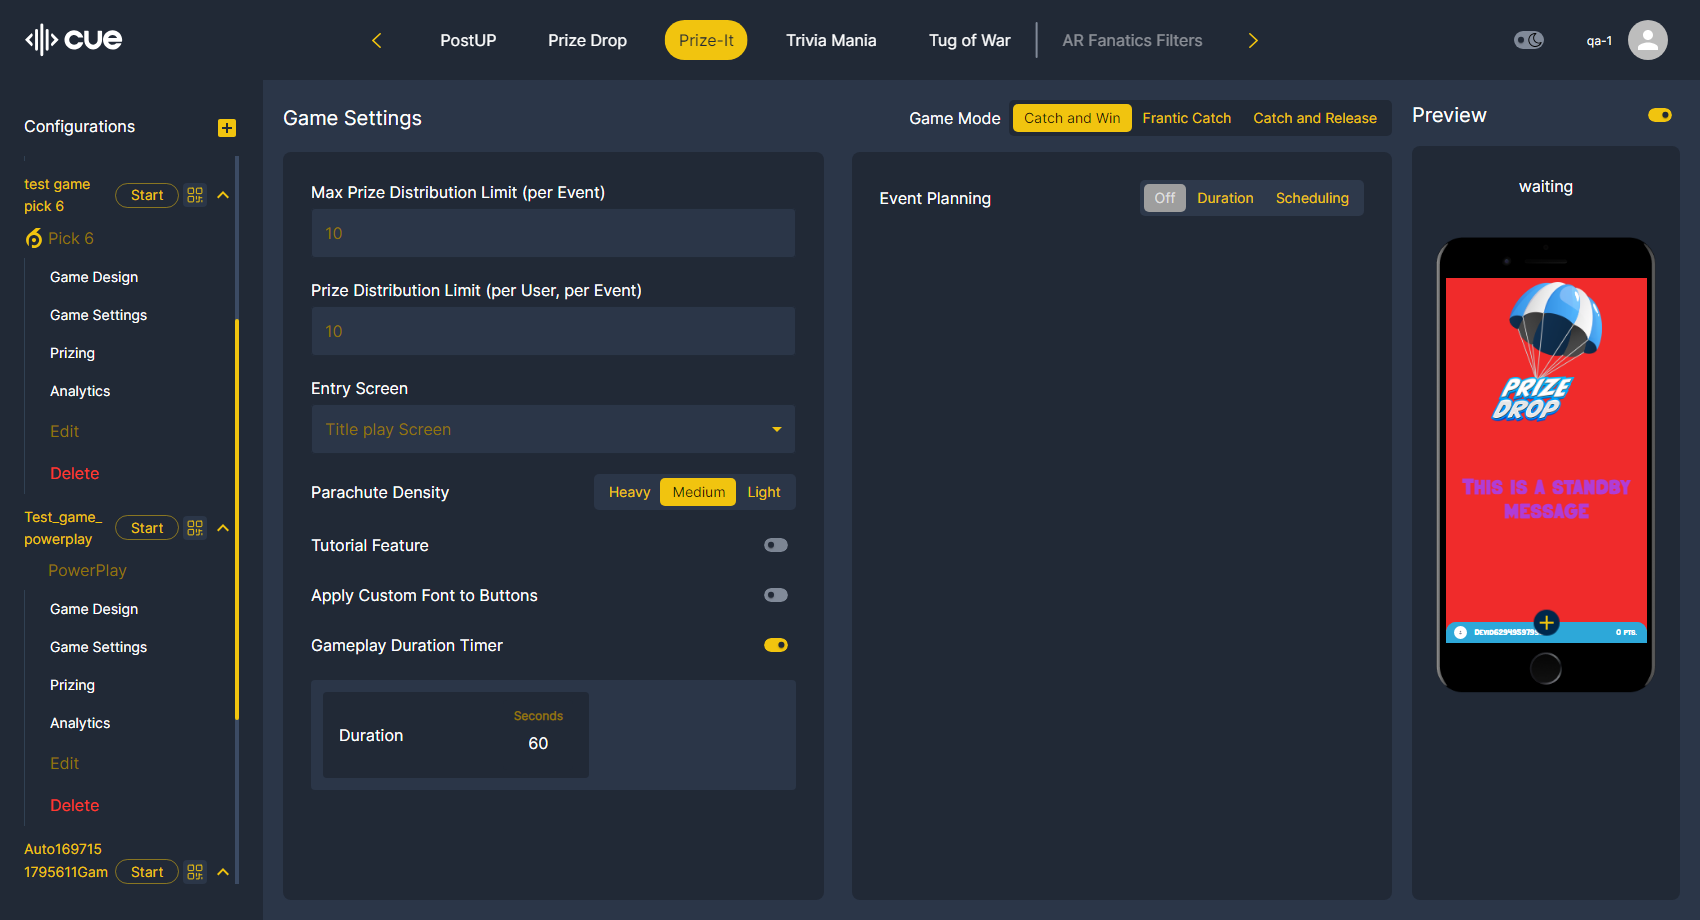 cue
PostUP
Prize Drop
Prize-It
Trivia Mania
Tug of War
AR Fanatics Filters
qa-1
Configurations
test game
pick 6
Start
Pick 6
Game Design
Game Settings
Prizing
Analytics
Edit
Delete
Test_game_
powerplay
Start
PowerPlay
Game Design
Game Settings
Prizing
Analytics
Edit
Delete
Auto169715
1795611Gam
Start
Game Settings
Game Mode
Catch and Win
Frantic Catch
Catch and Release
Max Prize Distribution Limit (per Event)
10
Prize Distribution Limit (per User, per Event)
10
Entry Screen
Title play Screen
Parachute Density
Heavy
Medium
Light
Tutorial Feature
Apply Custom Font to Buttons
Gameplay Duration Timer
Duration
Seconds
60
Event Planning
Off
Duration
Scheduling
Preview
waiting
PRIZE
DROP
THIS IS A STANDBY
MESSAGE
0 PTS.